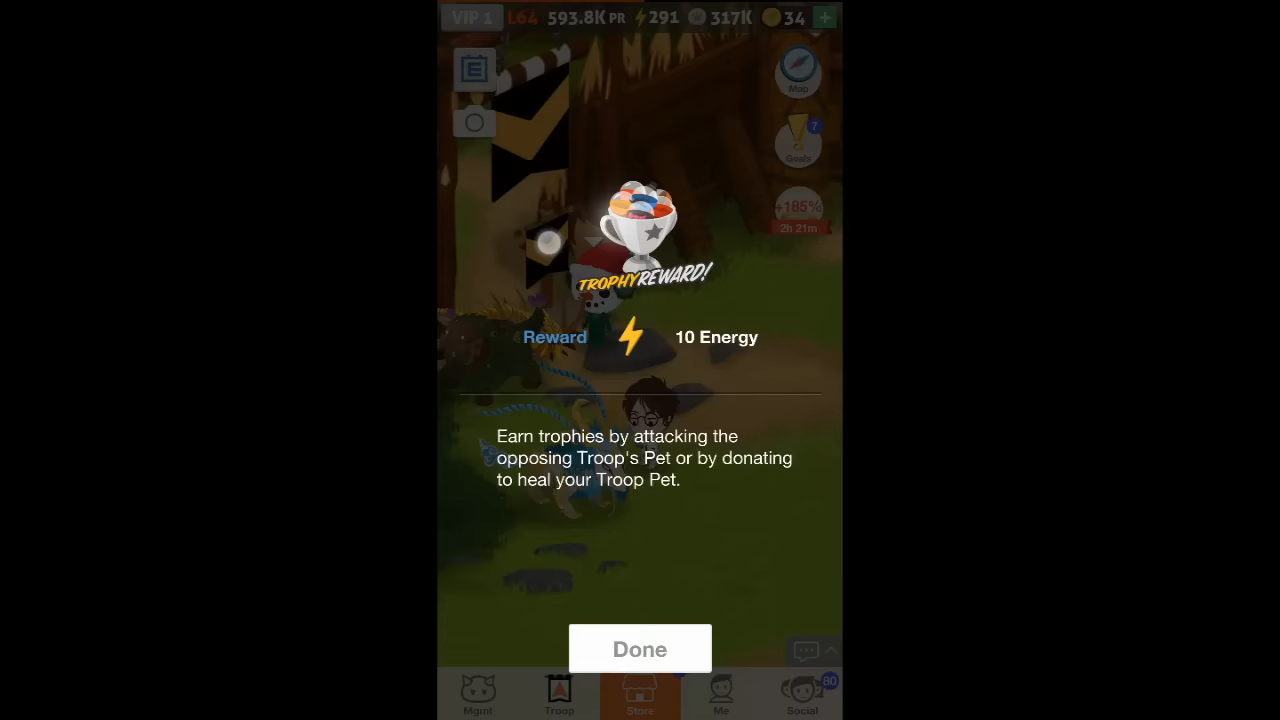 VIP 1 L64 593.8K PR 291 317K 34 +
Map
7
Goals
+185%
2h 21m
TROPHY REWARD!
Reward 10 Energy
Earn trophies by attacking the
opposing Troop's Pet or by donating
to heal your Troop Pet.
Done
80
Mgmt Troop Store Me Social